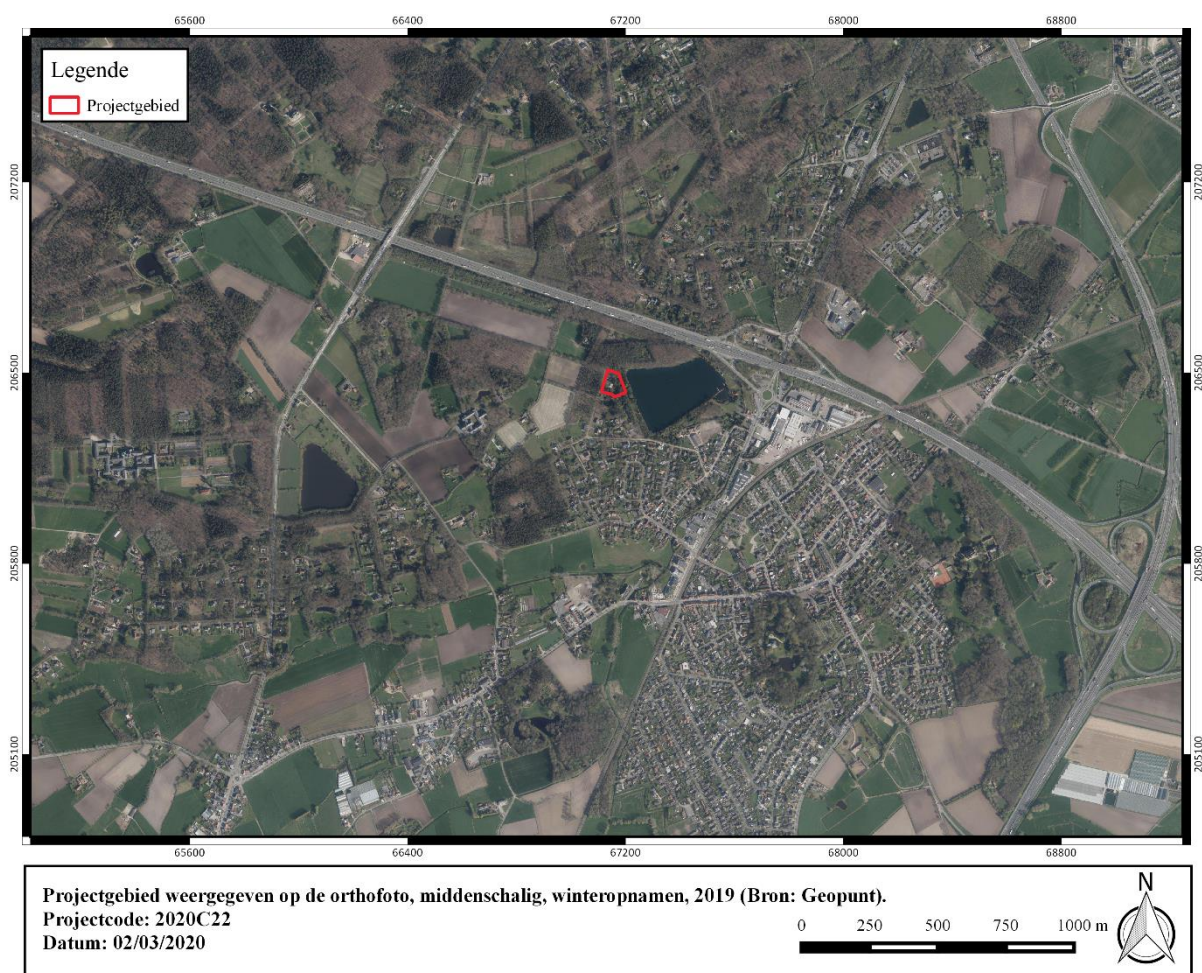 65600 66400 67200 68000 68800
Legende
Projectgebied
207200 207200
206500 206500
205800 205800
205100 205100
65600 66400 67200 68000 68800
Projectgebied weergegeven op de orthofoto, middenschalig, winteropnamen, 2019 (Bron: Geopunt).
Projectcode: 2020C22
Datum: 02/03/2020
0 250 500 750 1000 m
N